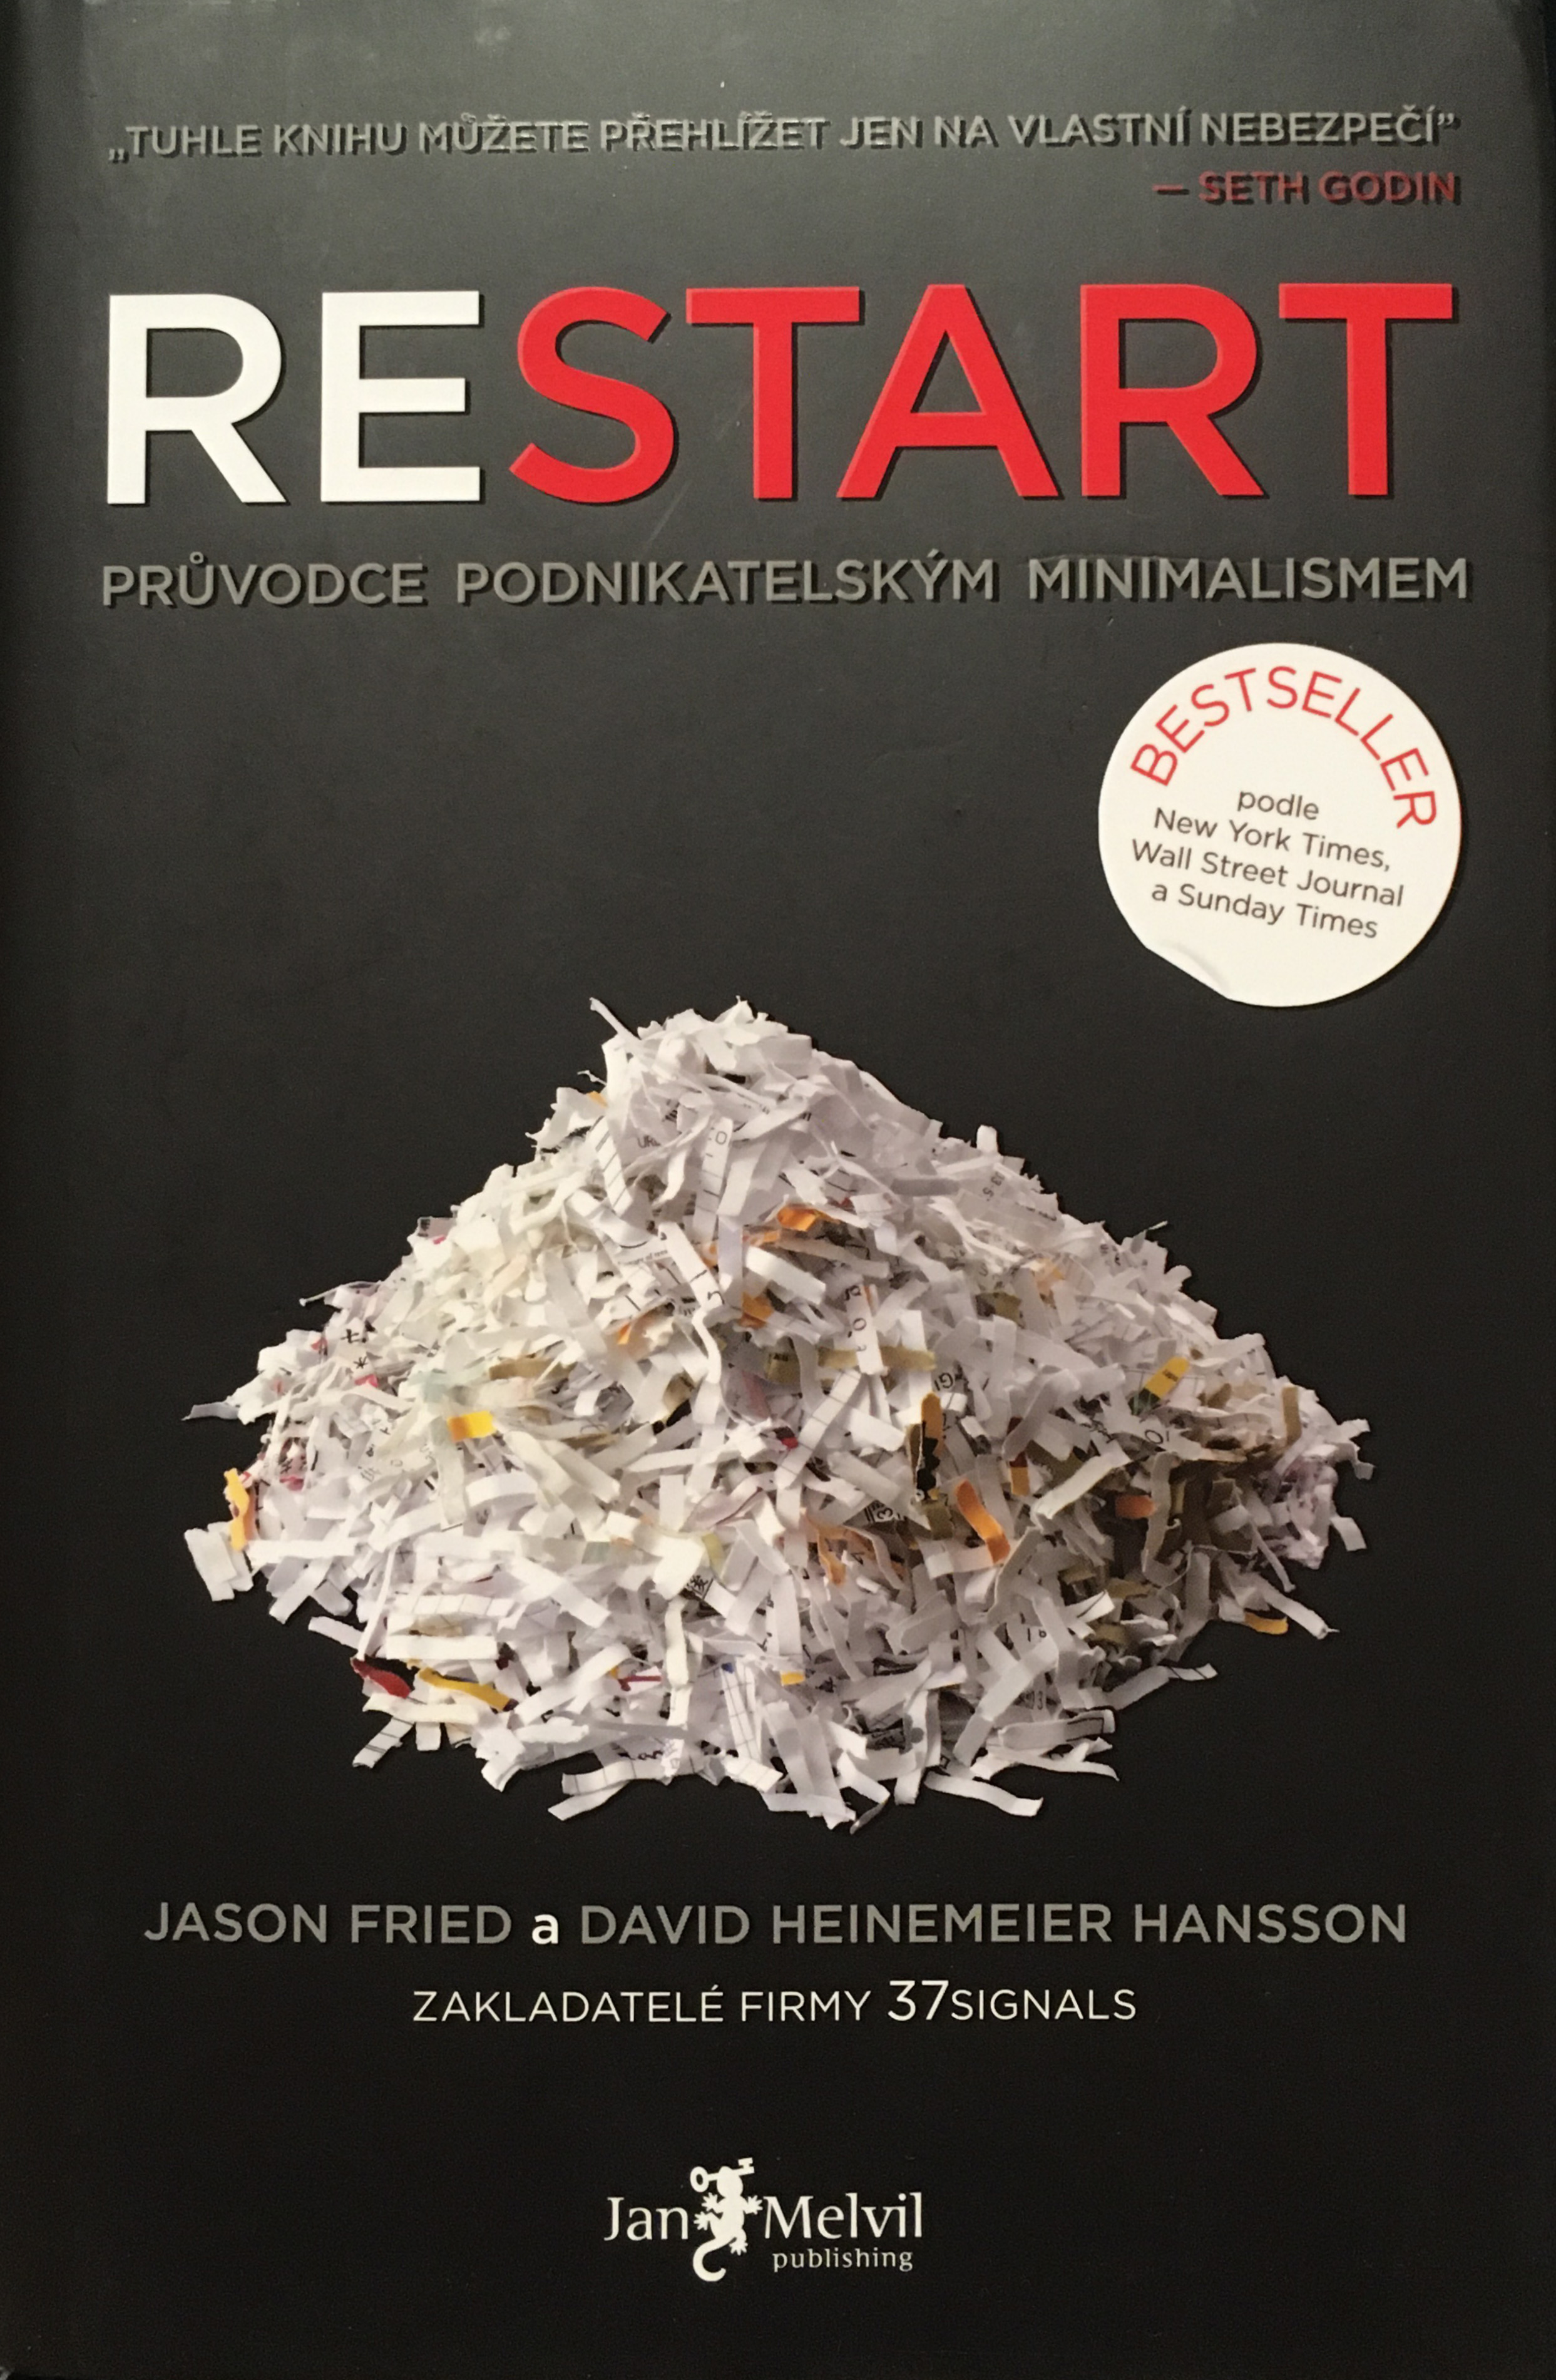 „TUHLE KNIHU MŮŽETE PŘEHLÍŽET JEN NA VLASTNÍ NEBEZPEČÍ”
— SETH GODIN
RESTART
PRŮVODCE PODNIKATELSKÝM MINIMALISMEM
BESTSELLER
podle
New York Times,
Wall Street Journal
a Sunday Times
JASON FRIED a DAVID HEINEMEIER HANSSON
ZAKLADATELÉ FIRMY 37SIGNALS
Jan Melvil
publishing